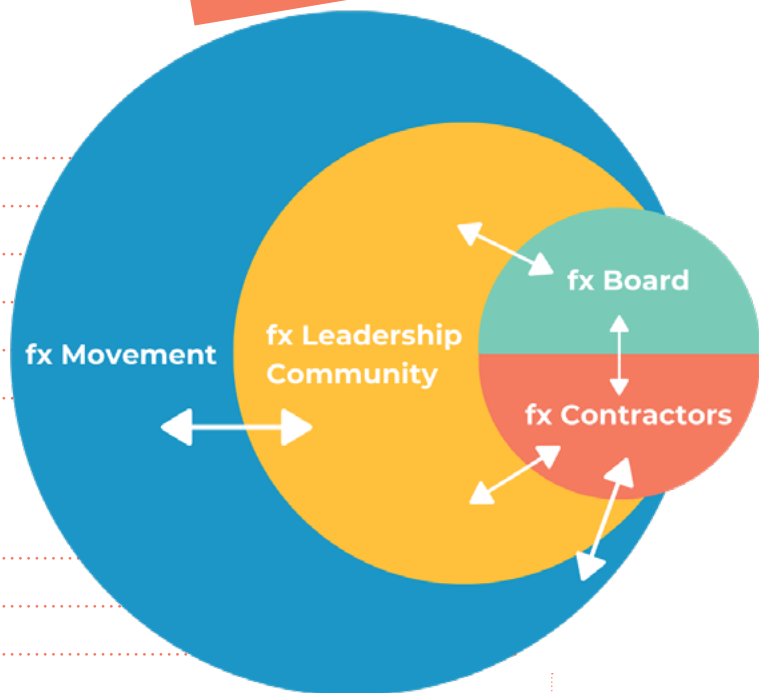 fx Movement
fx Leadership
Community
fx Board
fx Contractors